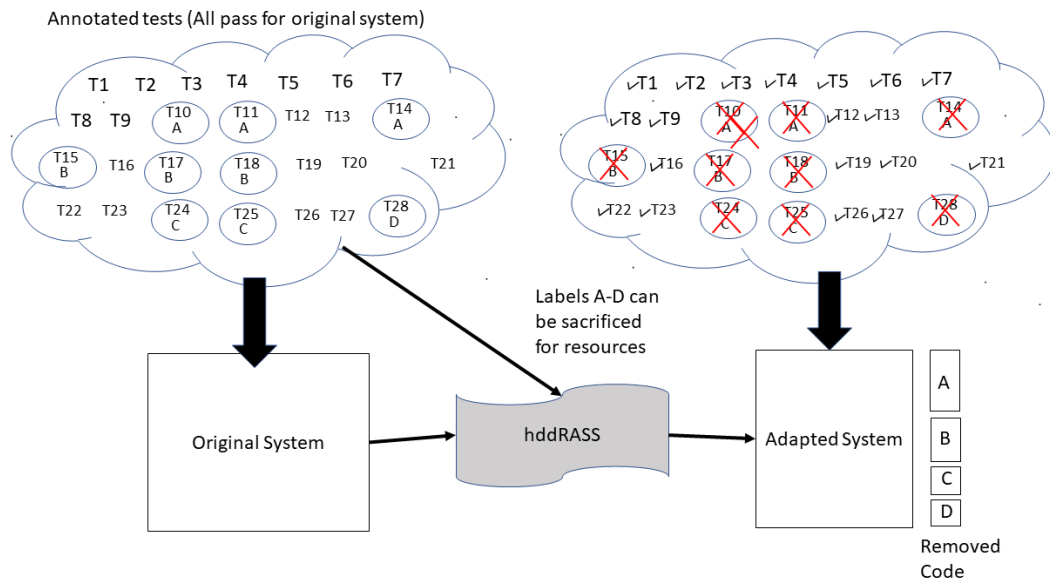 Annotated tests (All pass for original system)
T1 T2 T3 T4 T5 T6 T7
T8 T9 T10 T11 T12 T13 T14
A A A
T15 T16 T17 T18 T19 T20 T21
B B B
T22 T23 T24 T25 T26 T27 T28
C C D
✓T1 ✓T2 ✓T3 ✓T4 ✓T5 ✓T6 ✓T7
✓T8 ✓T9 T10 T11 ✓T12 ✓T13 T14
A A A
T15 ✓T16 T17 T18 ✓T19 ✓T20 ✓T21
B B B
✓T22 ✓T23 T24 T25 ✓T26 ✓T27 T28
C C D
Labels A-D can
be sacrificed
for resources
Original System
hddRASS
Adapted System
A
B
C
D
Removed
Code